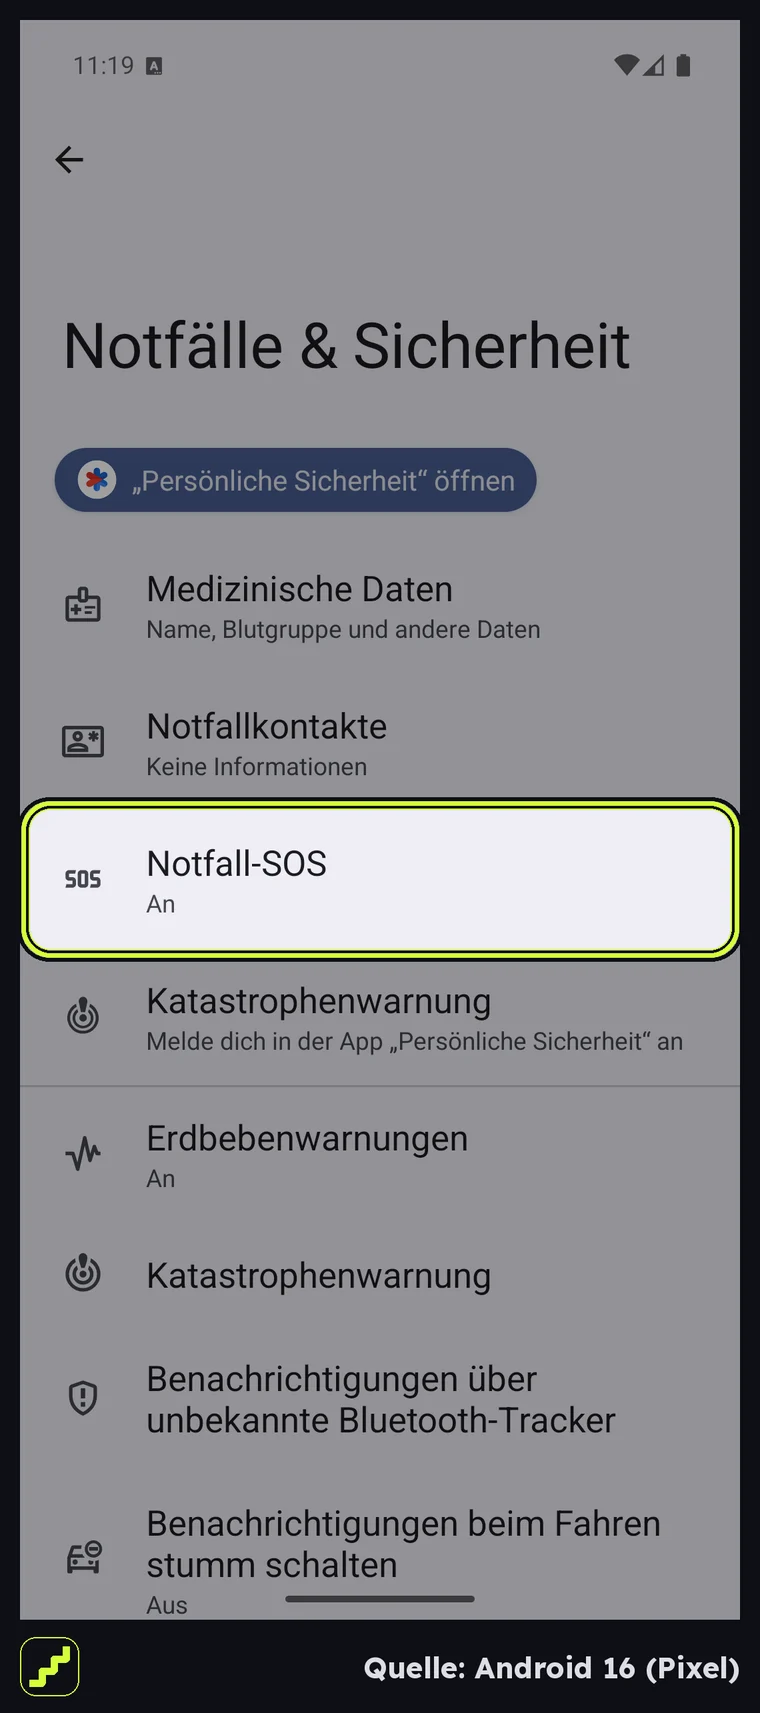 11:19 A
Notfälle & Sicherheit
„Persönliche Sicherheit“ öffnen
Medizinische Daten
Name, Blutgruppe und andere Daten
Notfallkontakte
Keine Informationen
SOS
Notfall-SOS
An
Katastrophenwarnung
Melde dich in der App „Persönliche Sicherheit“ an
Erdbebenwarnungen
An
Katastrophenwarnung
Benachrichtigungen über
unbekannte Bluetooth-Tracker
Benachrichtigungen beim Fahren
stumm schalten
Aus
Quelle: Android 16 (Pixel)